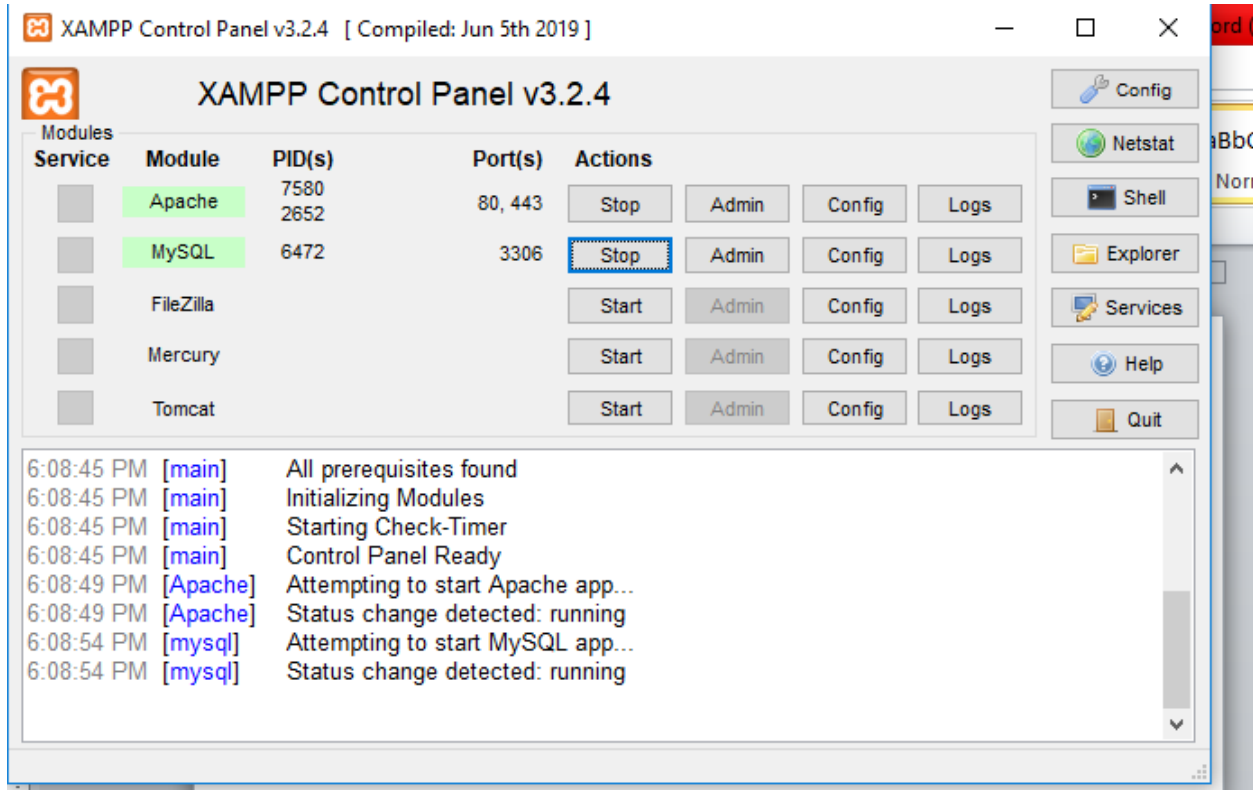 XAMPP Control Panel v3.2.4 [ Compiled: Jun 5th 2019 ]
XAMPP Control Panel v3.2.4
Config
Modules
Service Module PID(s) Port(s) Actions
Netstat
Apache 7580 2652 80, 443 Stop Admin Config Logs
Shell
MySQL 6472 3306 Stop Admin Config Logs
Explorer
FileZilla Start Admin Config Logs
Services
Mercury Start Admin Config Logs
Help
Tomcat Start Admin Config Logs
Quit
6:08:45 PM [main] All prerequisites found
6:08:45 PM [main] Initializing Modules
6:08:45 PM [main] Starting Check-Timer
6:08:45 PM [main] Control Panel Ready
6:08:49 PM [Apache] Attempting to start Apache app...
6:08:49 PM [Apache] Status change detected: running
6:08:54 PM [mysql] Attempting to start MySQL app...
6:08:54 PM [mysql] Status change detected: running